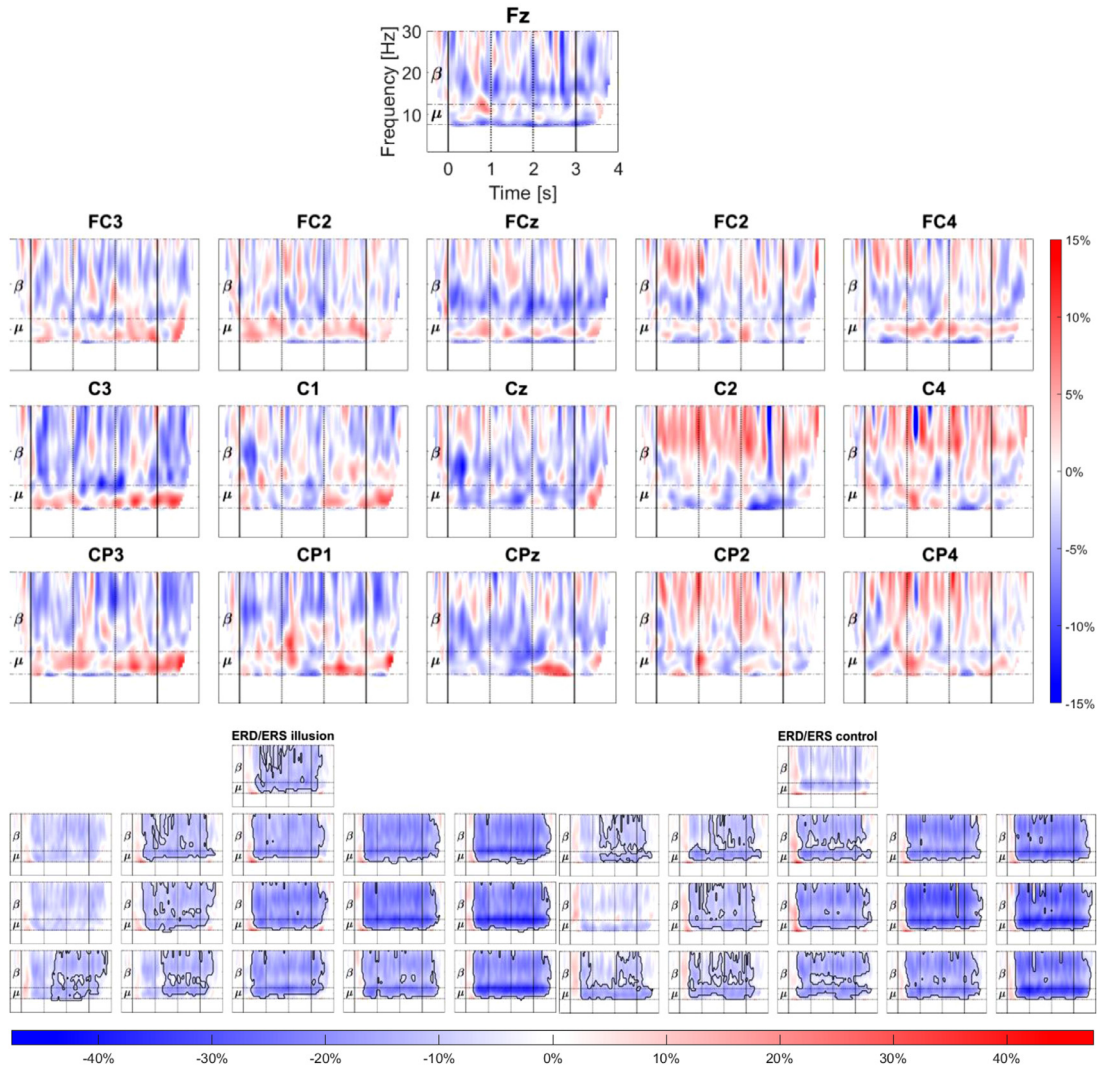 Fz
Frequency [Hz]
30
20
10
β
μ
0 1 2 3 4
Time [s]
FC3 FC2 FCz FC2 FC4
β β β β β
μ μ μ μ μ
C3 C1 Cz C2 C4
β β β β β
μ μ μ μ μ
CP3 CP1 CPz CP2 CP4
β β β β β
μ μ μ μ μ
15%
10%
5%
0%
-5%
-10%
-15%
ERD/ERS illusion ERD/ERS control
β β
μ μ
β β β β β β β β β β
μ μ μ μ μ μ μ μ μ μ
β β β β β β β β β β
μ μ μ μ μ μ μ μ μ μ
β β β β β β β β β β
μ μ μ μ μ μ μ μ μ μ
-40% -30% -20% -10% 0% 10% 20% 30% 40%